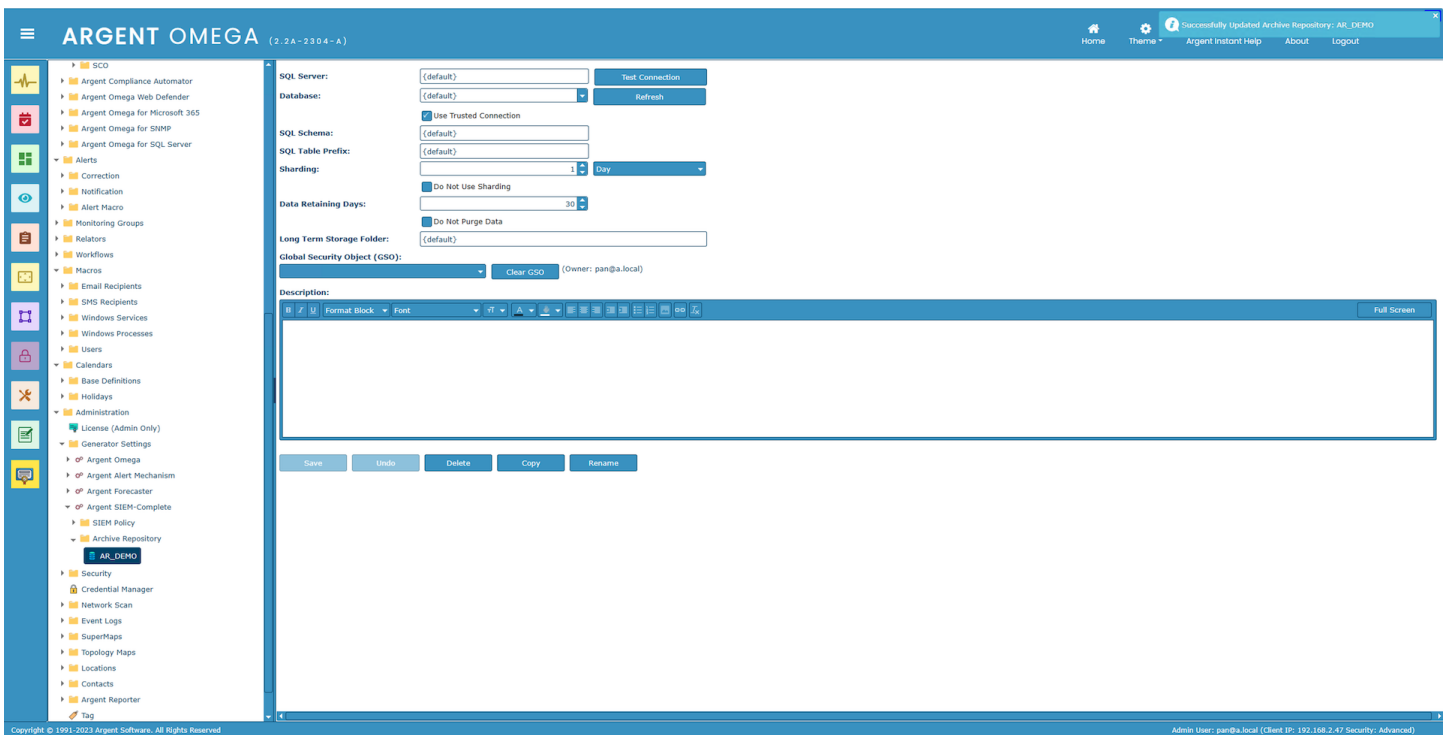 ARGENT OMEGA (2.2A-2304-A)
Home
Theme
Argent Instant Help
About
Logout
Successfully Updated Archive Repository: AR_DEMO
SCO
Argent Compliance Automator
Argent Omega Web Defender
Argent Omega for Microsoft 365
Argent Omega for SNMP
Argent Omega for SQL Server
Alerts
Correction
Notification
Alert Macro
Monitoring Groups
Relators
Workflows
Macros
Email Recipients
SMS Recipients
Windows Services
Windows Processes
Users
Calendars
Base Definitions
Holidays
Administration
License (Admin Only)
Generator Settings
Argent Omega
Argent Alert Mechanism
Argent Forecaster
Argent SIEM-Complete
SIEM Policy
Archive Repository
AR_DEMO
Security
Credential Manager
Network Scan
Event Logs
SuperMaps
Topology Maps
Locations
Contacts
Argent Reporter
Tag
SQL Server: {default} Test Connection
Database: {default} Refresh
Use Trusted Connection
SQL Schema: {default}
SQL Table Prefix: {default}
Sharding: 1 Day
Do Not Use Sharding
Data Retaining Days: 30
Do Not Purge Data
Long Term Storage Folder: {default}
Global Security Object (GSO):
Clear GSO (Owner: pan@a.local)
Description:
B I U Format Block Font Full Screen
Save Undo Delete Copy Rename
Copyright © 1991-2023 Argent Software. All Rights Reserved
Admin User: pan@a.local (Client IP: 192.168.2.47 Security: Advanced)